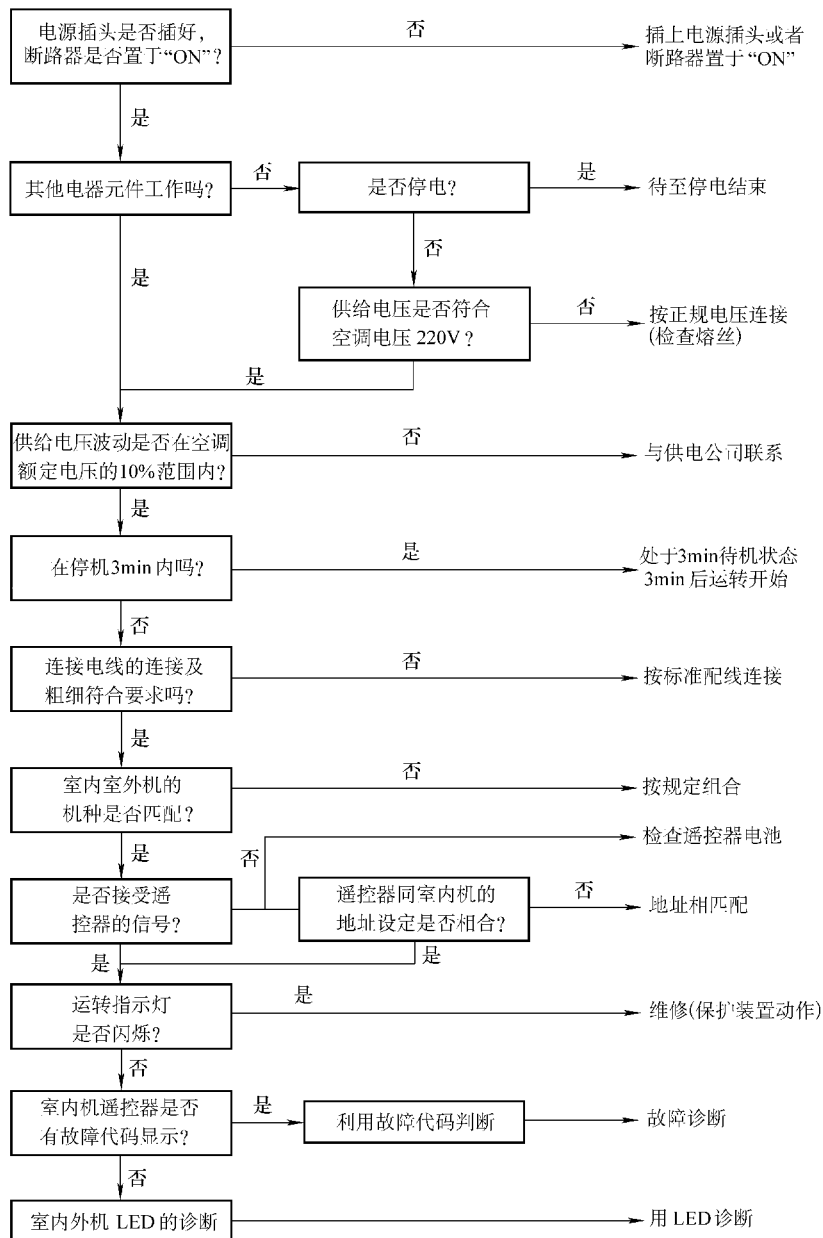 电源插头是否插好，
断路器是否置于“ON”？
否
插上电源插头或者
断路器置于“ON”
是
其他电器元件工作吗？
否
是否停电？
是
待至停电结束
否
是
供给电压是否符合
空调电压220V？
否
按正规电压连接
(检查熔丝)
是
供给电压波动是否在空调
额定电压的10%范围内？
否
与供电公司联系
是
在停机3min内吗？
是
处于3min待机状态
3min后运转开始
否
连接电线的连接及
粗细符合要求吗？
否
按标准配线连接
是
室内室外机的
机种是否匹配？
否
按规定组合
是
否
检查遥控器电池
是否接受遥
控器的信号？
遥控器同室内机的
地址设定是否相合？
否
地址相匹配
是
是
运转指示灯
是否闪烁？
是
维修(保护装置动作)
否
室内机遥控器是否
有故障代码显示？
是
利用故障代码判断
故障诊断
否
室内外机 LED的诊断
用LED诊断